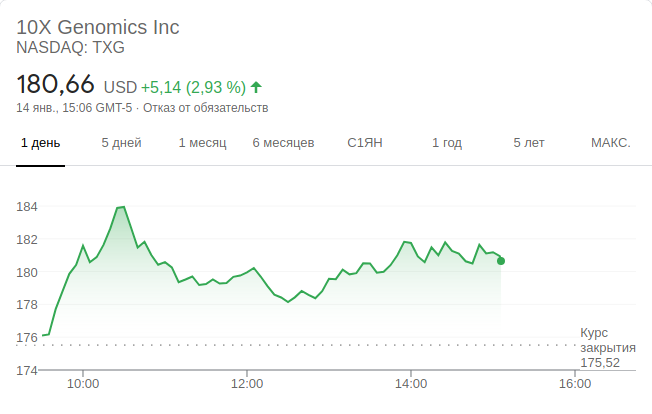 10X Genomics Inc
NASDAQ: TXG
180,66 USD +5,14 (2,93 %)
14 янв., 15:06 GMT-5 · Отказ от обязательств
1 день 5 дней 1 месяц 6 месяцев С1ЯН 1 год 5 лет МАКС.
184
182
180
178
176
174
Курс
закрытия
175,52
10:00 12:00 14:00 16:00